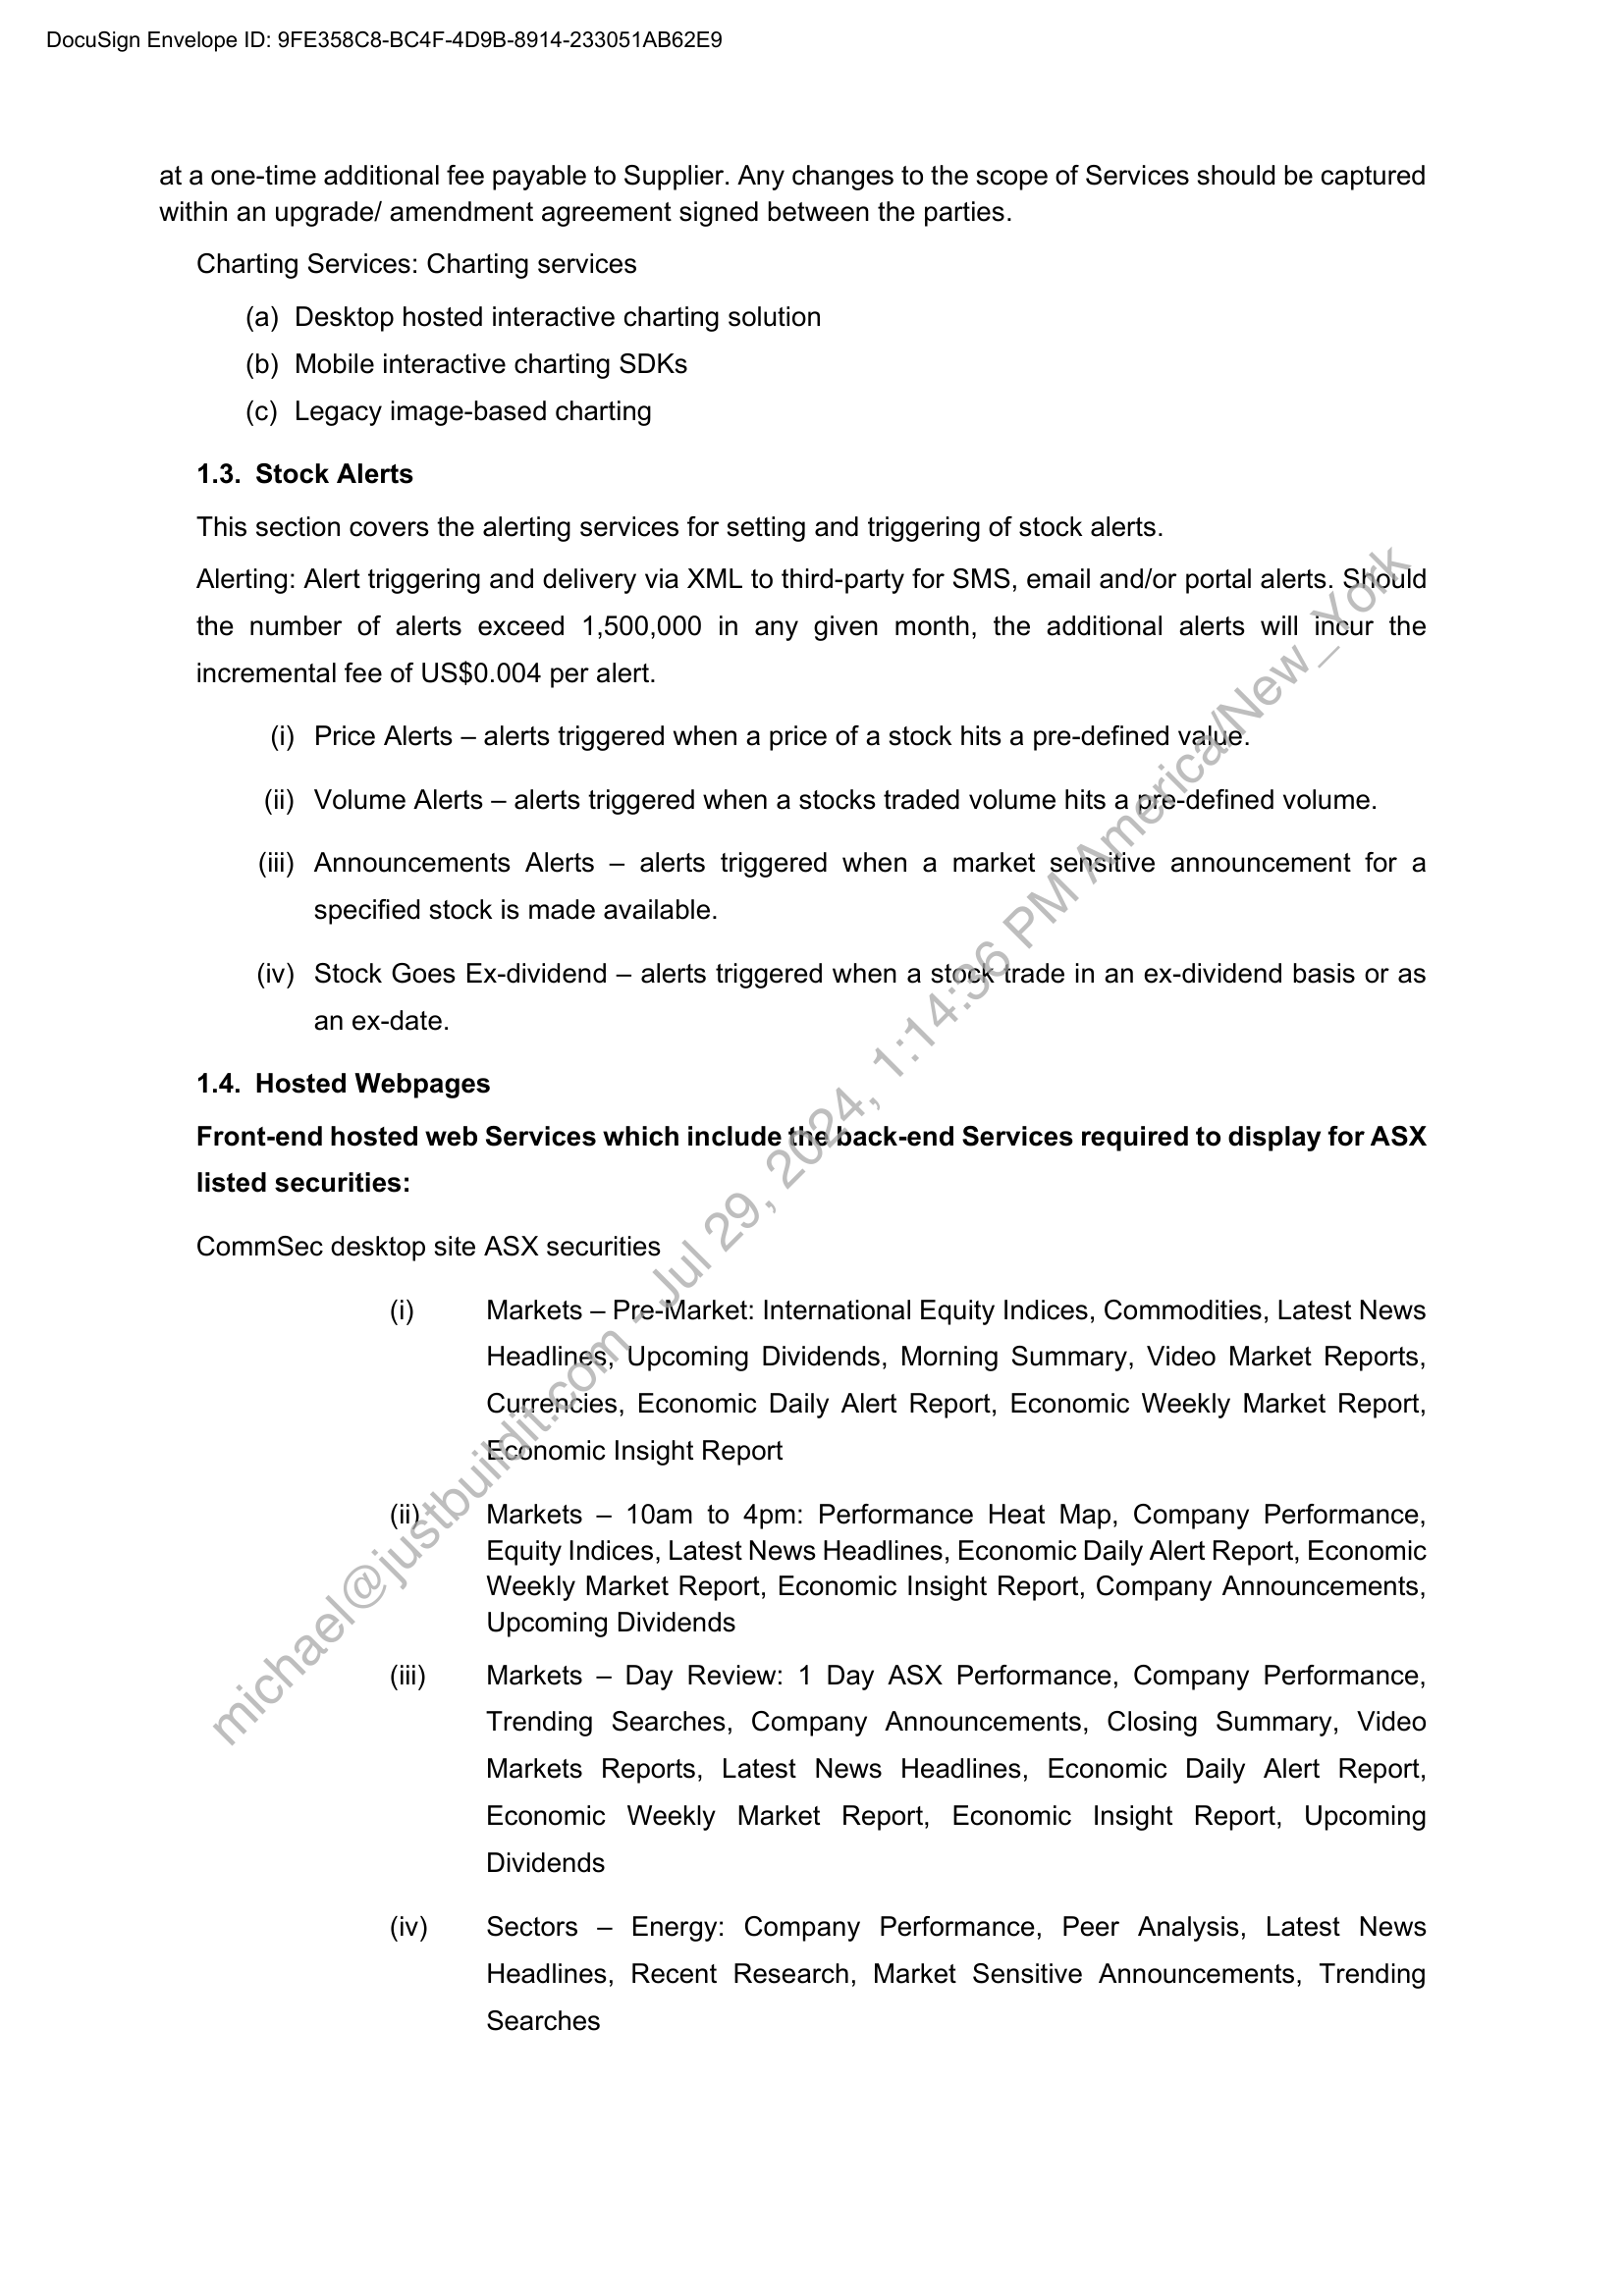 DocuSign Envelope ID: 9FE358C8-BC4F-4D9B-8914-233051AB62E9
at a one-time additional fee payable to Supplier. Any changes to the scope of Services should be captured
within an upgrade/ amendment agreement signed between the parties.
Charting Services: Charting services
(a) Desktop hosted interactive charting solution
(b) Mobile interactive charting SDKs
(c) Legacy image-based charting
1.3. Stock Alerts
This section covers the alerting services for setting and triggering of stock alerts.
Alerting: Alert triggering and delivery via XML to third-party for SMS, email and/or portal alerts. Should
the number of alerts exceed 1,500,000 in any given month, the additional alerts will incur the
incremental fee of US$0.004 per alert.
(i) Price Alerts – alerts triggered when a price of a stock hits a pre-defined value.
(ii) Volume Alerts – alerts triggered when a stocks traded volume hits a pre-defined volume.
(iii) Announcements Alerts – alerts triggered when a market sensitive announcement for a
specified stock is made available.
(iv) Stock Goes Ex-dividend – alerts triggered when a stock trade in an ex-dividend basis or as
an ex-date.
1.4. Hosted Webpages
Front-end hosted web Services which include the back-end Services required to display for ASX
listed securities:
CommSec desktop site ASX securities
(i) Markets – Pre-Market: International Equity Indices, Commodities, Latest News
Headlines, Upcoming Dividends, Morning Summary, Video Market Reports,
Currencies, Economic Daily Alert Report, Economic Weekly Market Report,
Economic Insight Report
(ii) Markets – 10am to 4pm: Performance Heat Map, Company Performance,
Equity Indices, Latest News Headlines, Economic Daily Alert Report, Economic
Weekly Market Report, Economic Insight Report, Company Announcements,
Upcoming Dividends
(iii) Markets – Day Review: 1 Day ASX Performance, Company Performance,
Trending Searches, Company Announcements, Closing Summary, Video
Markets Reports, Latest News Headlines, Economic Daily Alert Report,
Economic Weekly Market Report, Economic Insight Report, Upcoming
Dividends
(iv) Sectors – Energy: Company Performance, Peer Analysis, Latest News
Headlines, Recent Research, Market Sensitive Announcements, Trending
Searches
michael@justbuildit.com - Jul 29, 2024, 1:14:36 PM America/New_York